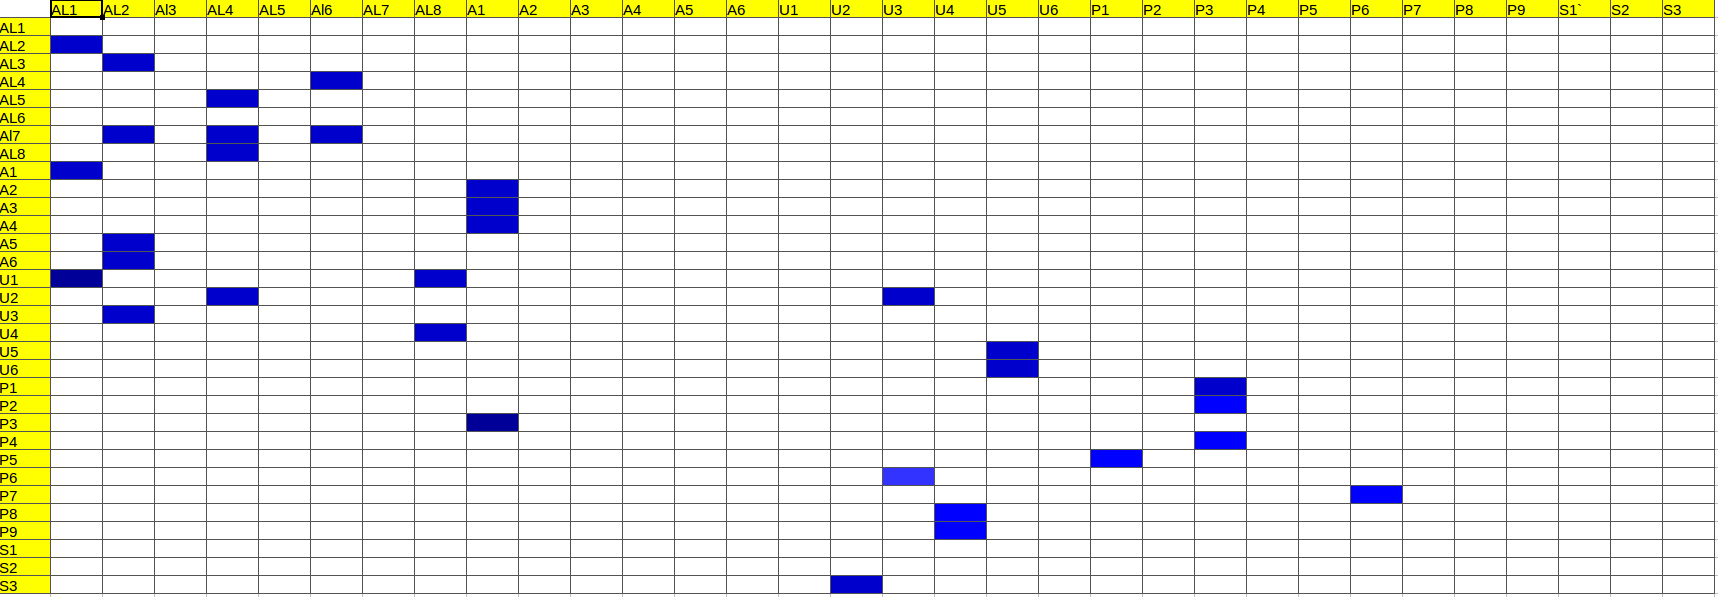 AL1 AL2 Al3 AL4 AL5 Al6 AL7 AL8 A1 A2 A3 A4 A5 A6 U1 U2 U3 U4 U5 U6 P1 P2 P3 P4 P5 P6 P7 P8 P9 S1` S2 S3
AL1
AL2
AL3
AL4
AL5
AL6
Al7
AL8
A1
A2
A3
A4
A5
A6
U1
U2
U3
U4
U5
U6
P1
P2
P3
P4
P5
P6
P7
P8
P9
S1
S2
S3